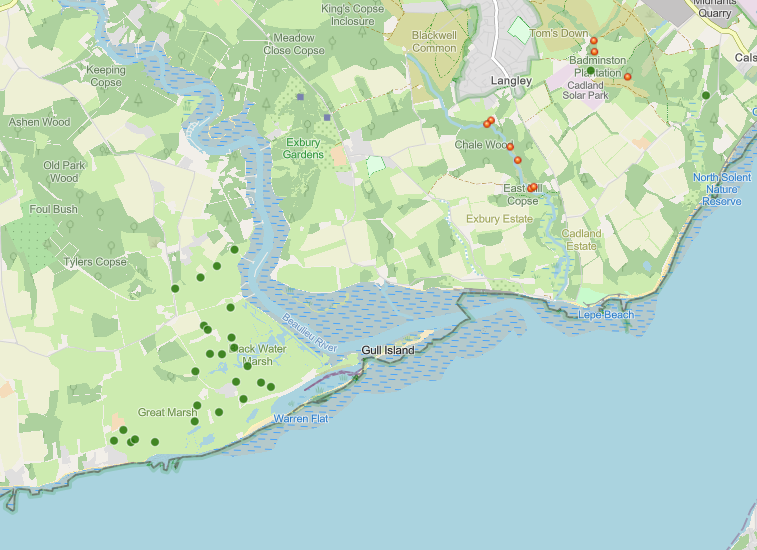 King's Copse
Inclosure
Midhants
Quarry
Meadow
Close Copse
Blackwell
Common
Tom's Down
Badminston
Plantation
Keeping
Copse
Langley
Cadland
Solar Park
Ashen Wood
Exbury
Gardens
Chale Wood
Old Park
Wood
North Solent
Nature
Reserve
Copse
Foul Bush
Exbury Estate
Cadland
Estate
Tylers Copse
Beaulieu River
Lepe Beach
Water
Marsh
Gull Island
Great Marsh
Warren Flat